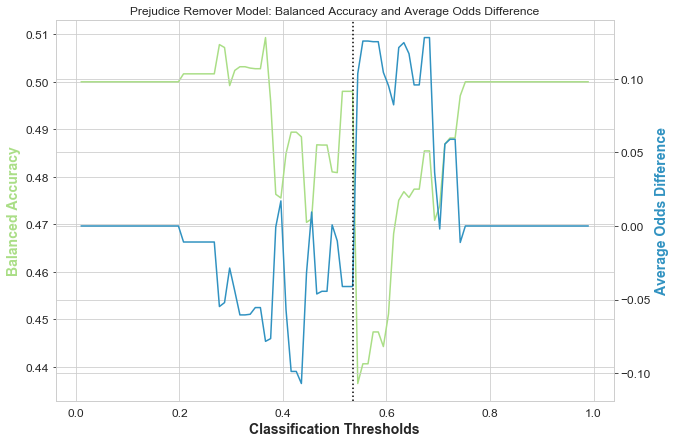 Prejudice Remover Model: Balanced Accuracy and Average Odds Difference
0.51
0.50
0.49
0.48
0.47
0.46
0.45
0.44
Balanced Accuracy
0.10
0.05
0.00
−0.05
−0.10
Average Odds Difference
0.0 0.2 0.4 0.6 0.8 1.0
Classification Thresholds